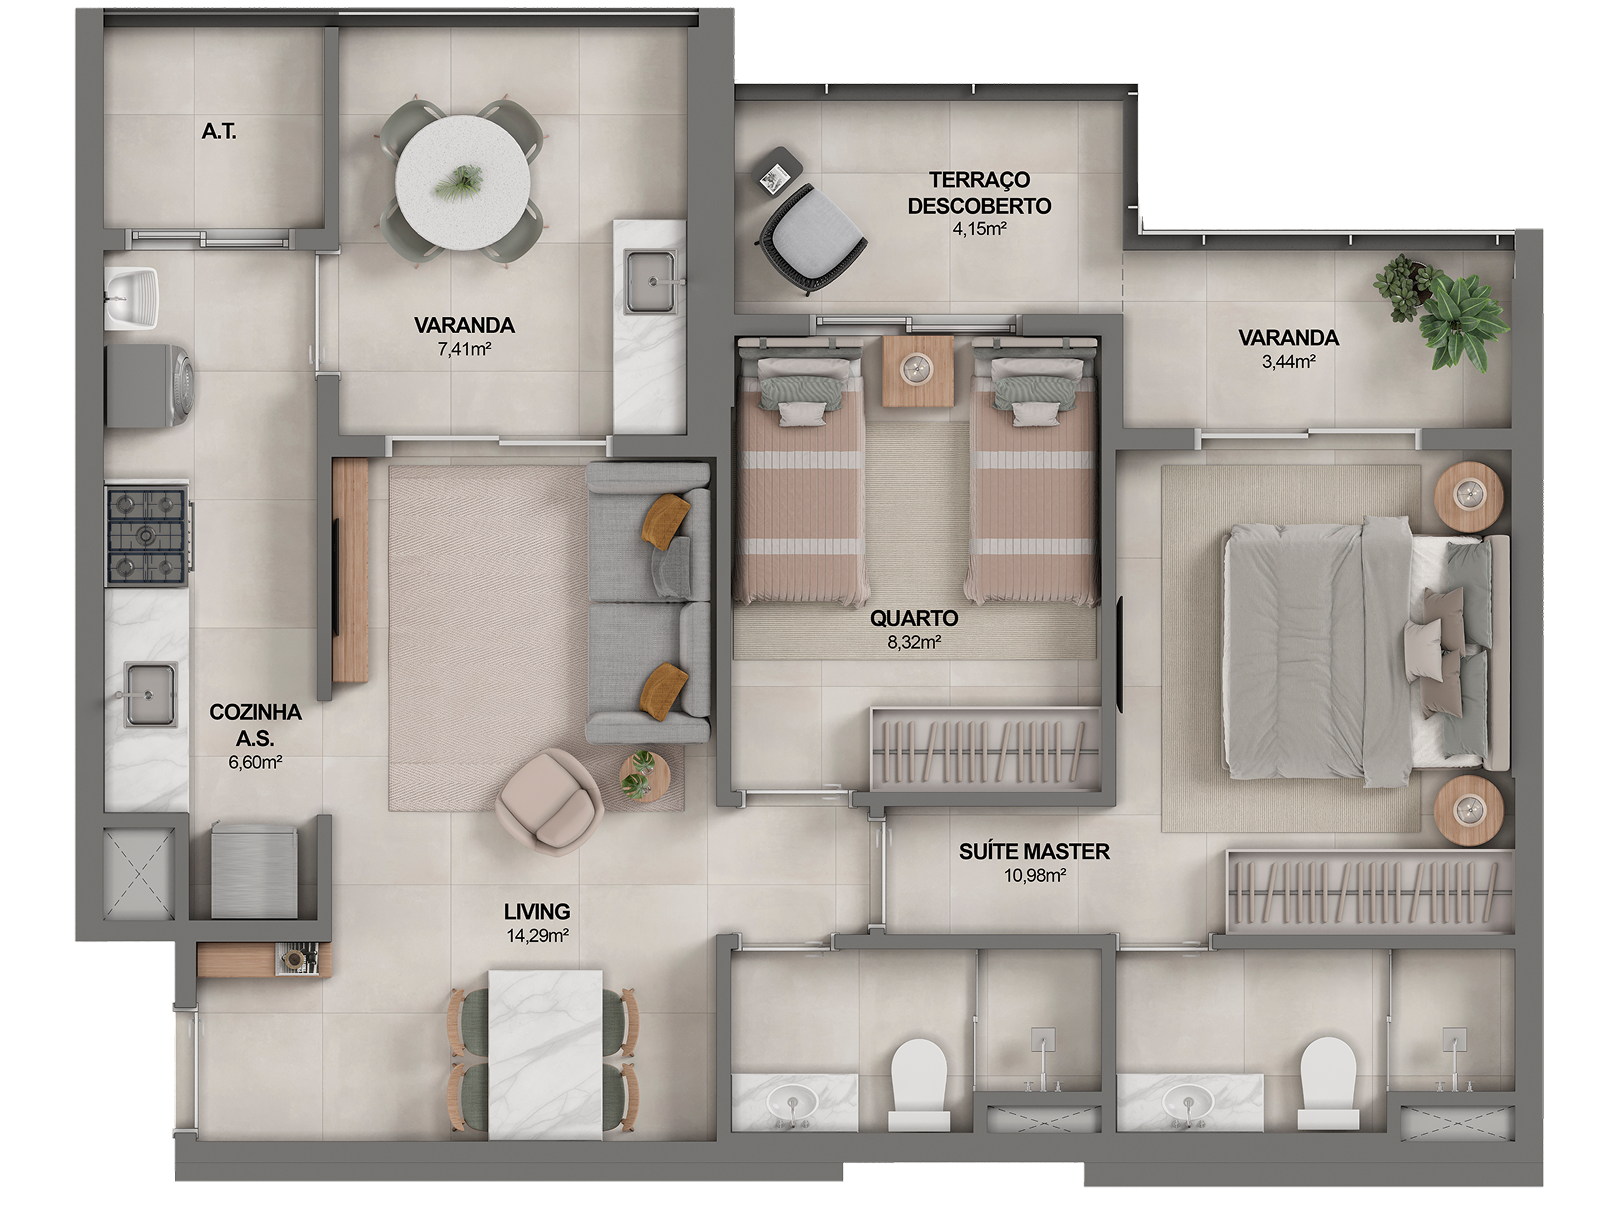 A.T.
VARANDA
7,41m²
TERRAÇO
DESCOBERTO
4,15m²
VARANDA
3,44m²
QUARTO
8,32m²
COZINHA
A.S.
6,60m²
SUÍTE MASTER
10,98m²
LIVING
14,29m²